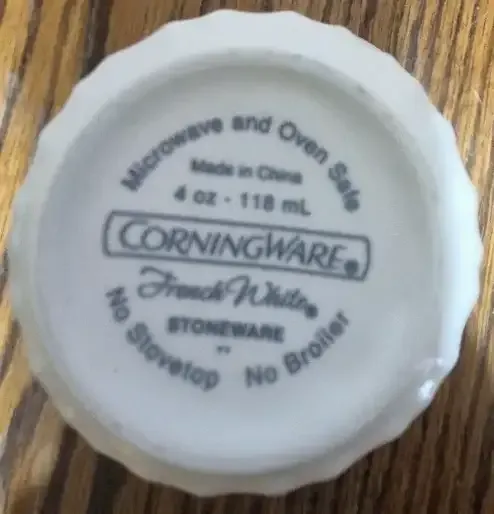 Microwave and Oven Safe
Made in China
4 oz - 118 mL
CORNINGWARE®
French White®
STONEWARE
No Stovetop No Broiler